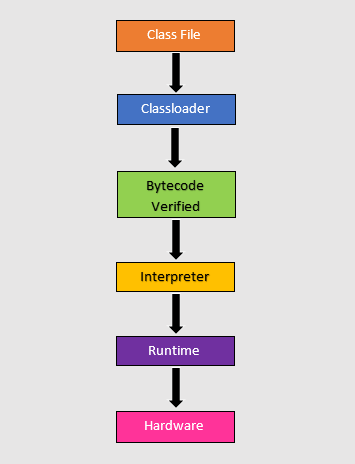 Class File
Classloader
Bytecode
Verified
Interpreter
Runtime
Hardware